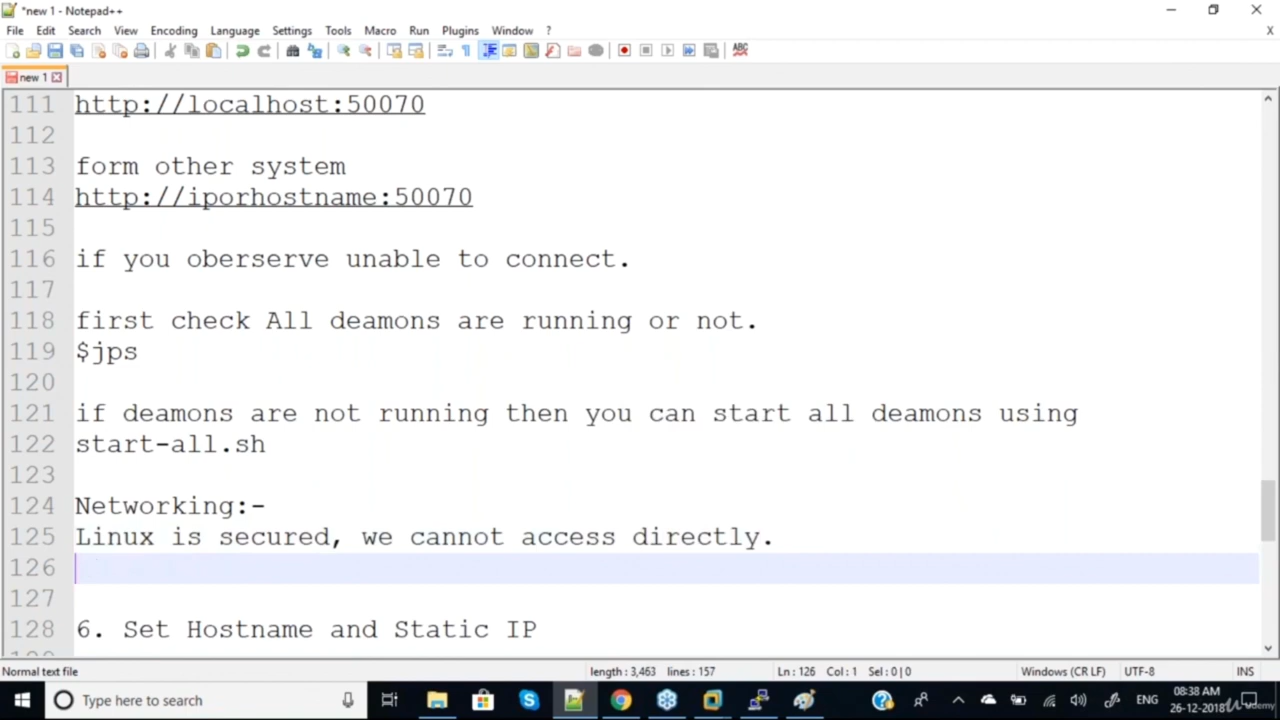 *new 1 - Notepad++
File Edit Search View Encoding Language Settings Tools Macro Run Plugins Window ? X
new 1
111 http://localhost:50070
112
113 form other system
114 http://iporhostname:50070
115
116 if you oberserve unable to connect.
117
118 first check All deamons are running or not.
119 $jps
120
121 if deamons are not running then you can start all deamons using
122 start-all.sh
123
124 Networking:-
125 Linux is secured, we cannot access directly.
126
127
128 6. Set Hostname and Static IP
Normal text file length : 3,463 lines : 157 Ln : 126 Col : 1 Sel : 0 | 0 Windows (CR LF) UTF-8 INS
Type here to search ENG 08:38 AM
26-12-2018 Udemy